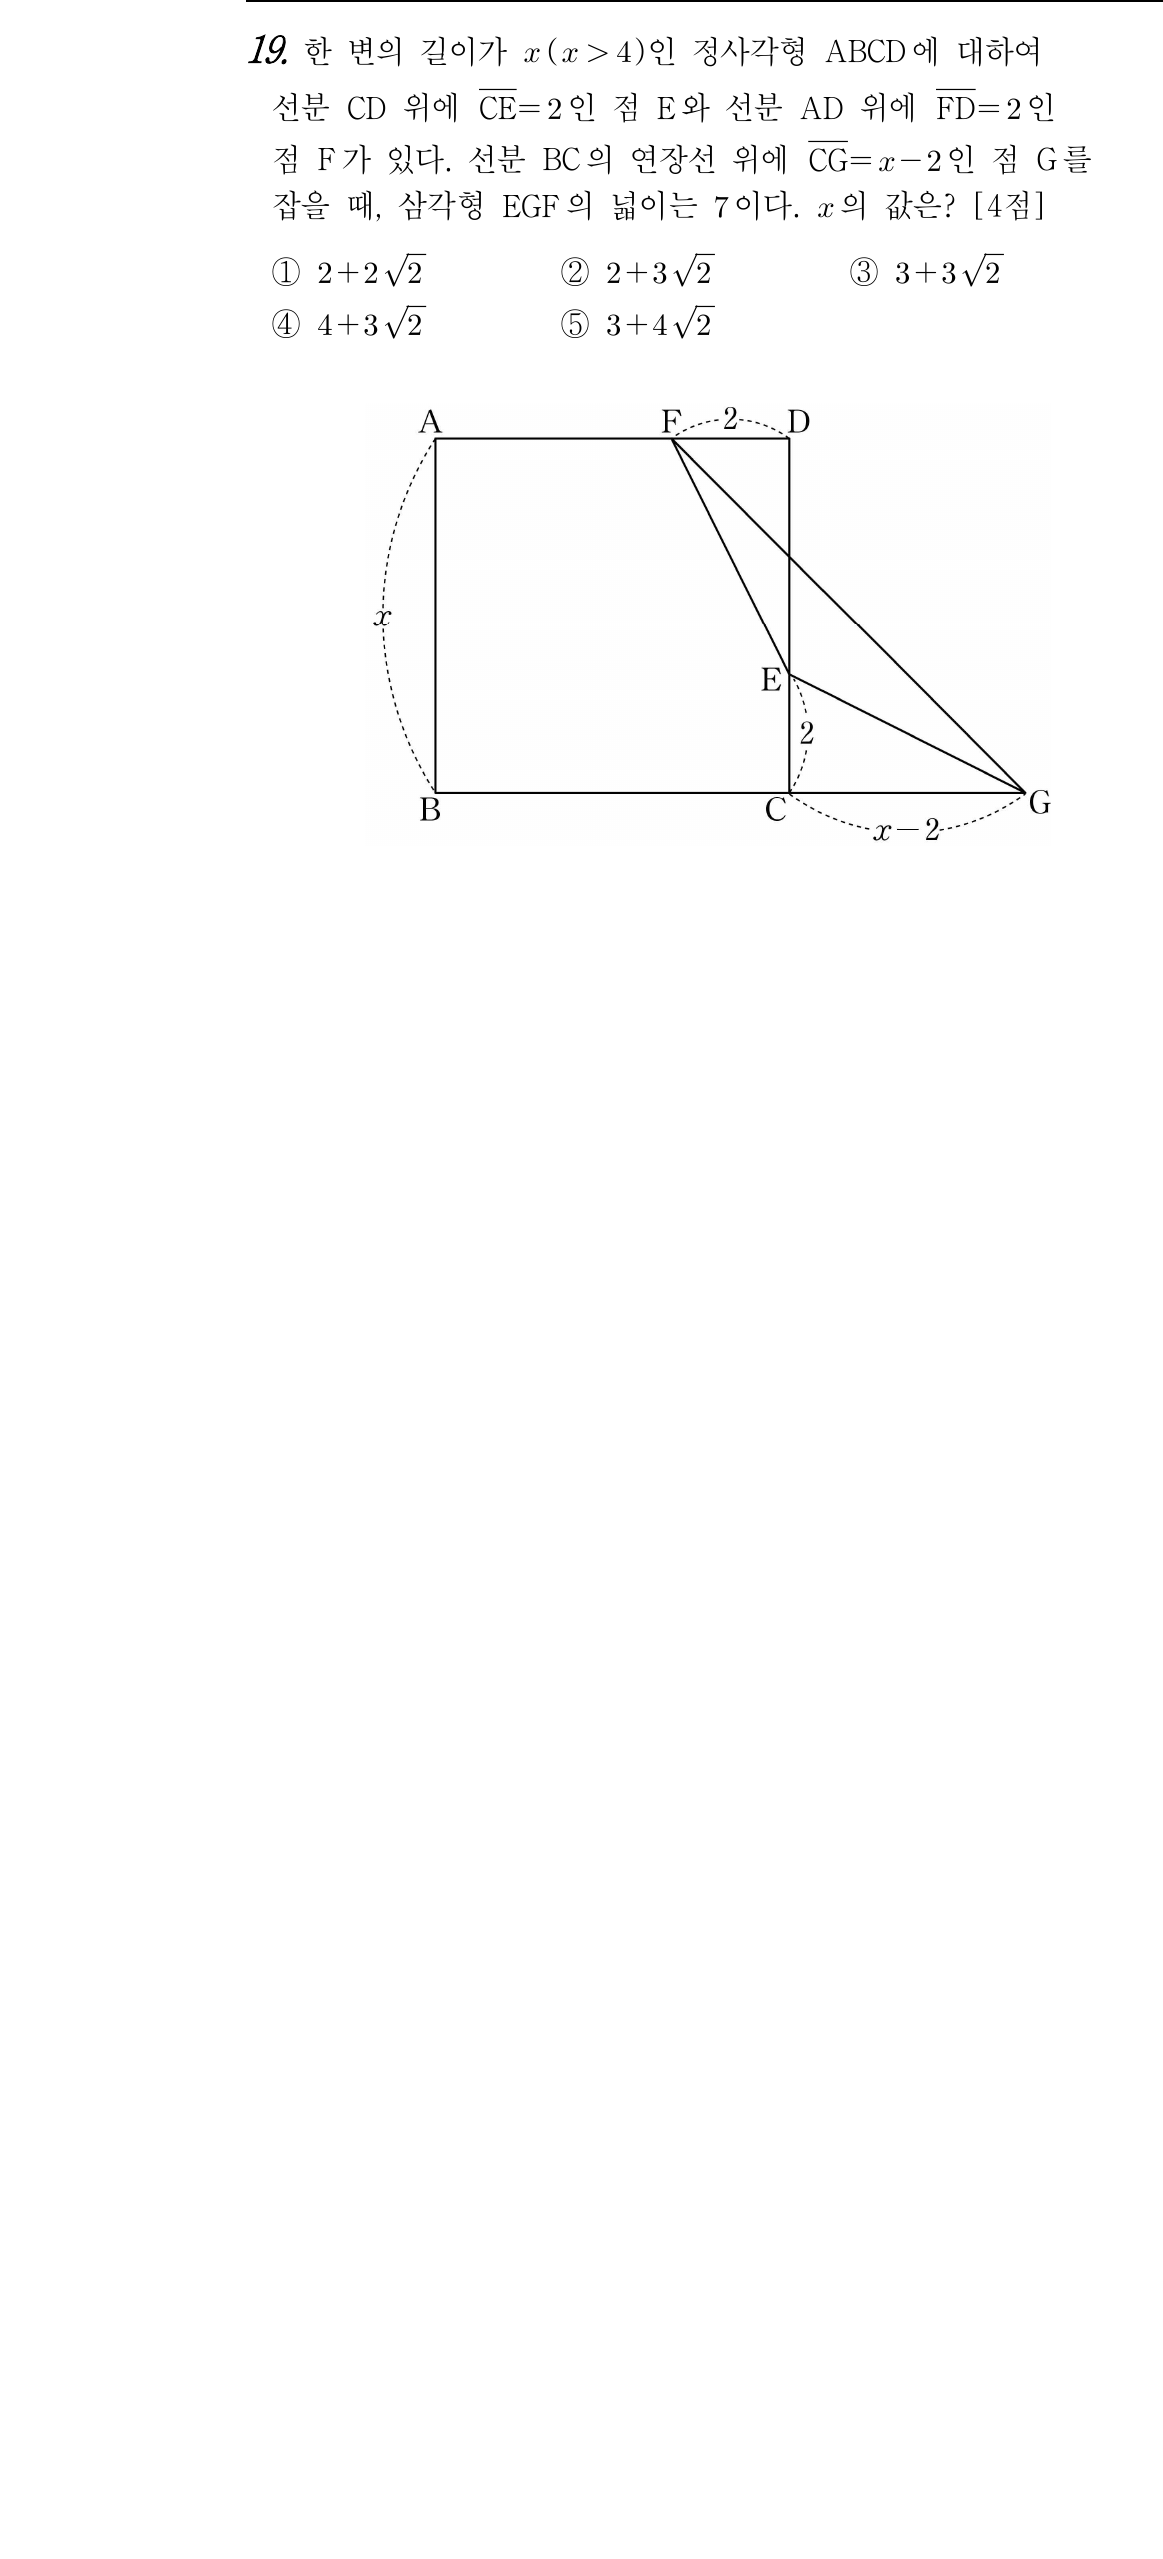 19. 한 변의 길이가 x(x>4)인 정사각형 ABCD에 대하여
선분 CD 위에 \overline{CE}=2인 점 E와 선분 AD 위에 \overline{FD}=2인
점 F가 있다. 선분 BC의 연장선 위에 \overline{CG}=x-2인 점 G를
잡을 때, 삼각형 EGF의 넓이는 7이다. x의 값은? [4점]
① 2+2√2 ② 2+3√2 ③ 3+3√2
④ 4+3√2 ⑤ 3+4√2
A F 2 D
x
E
2
B C G
x-2